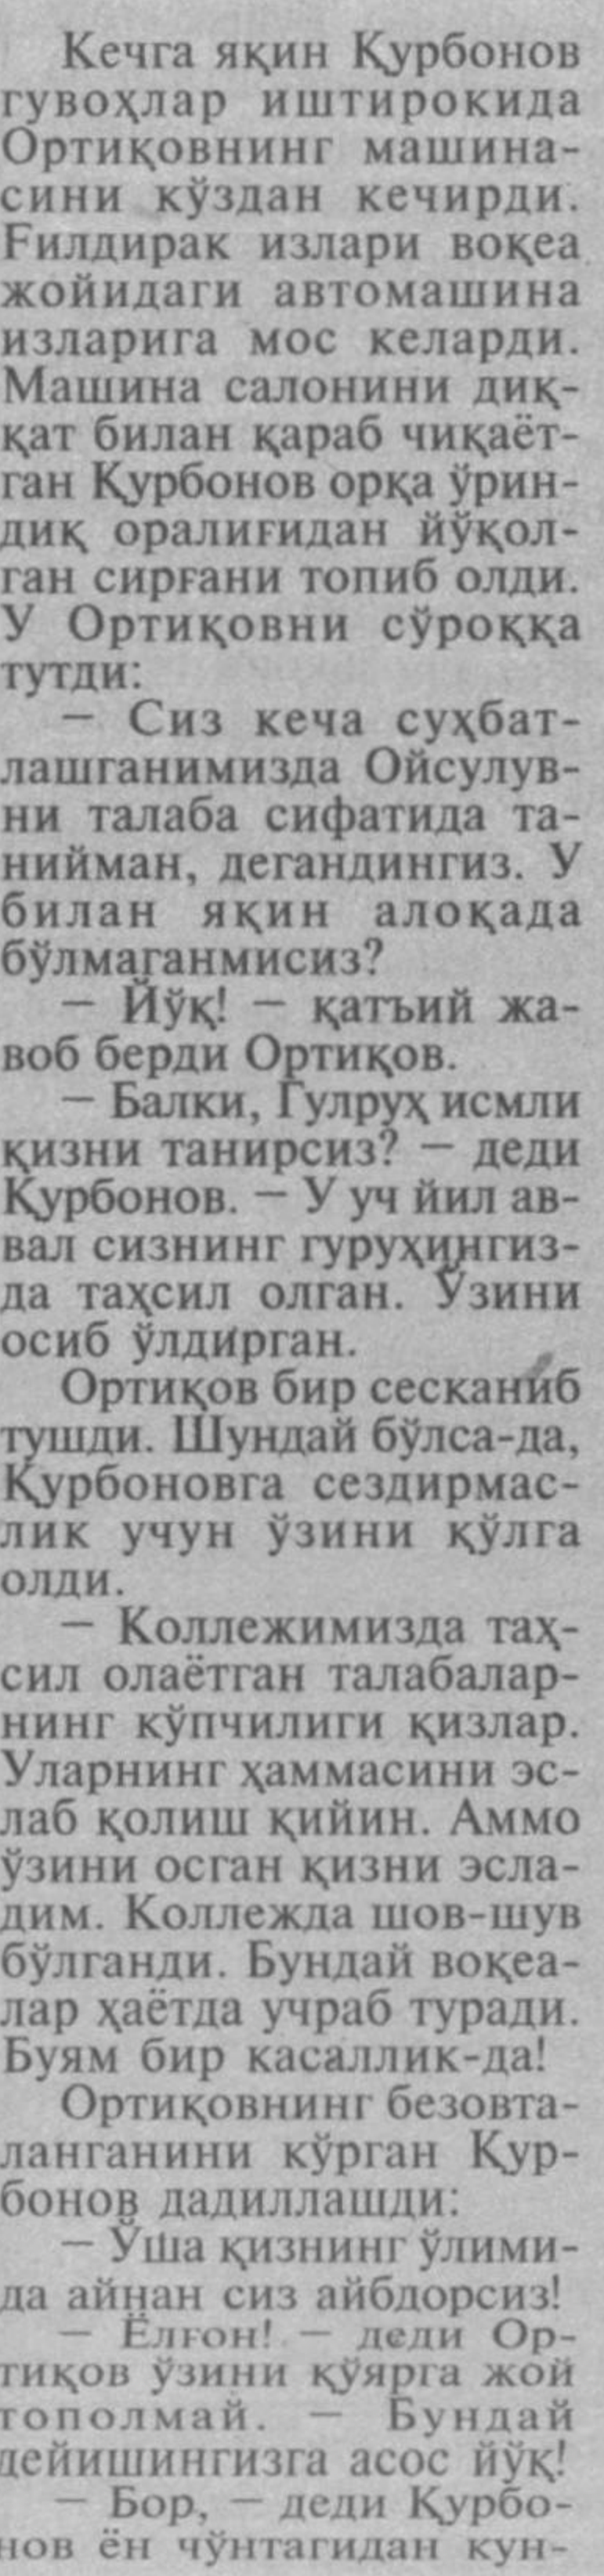 Кечга яқин Қурбонов
гувоҳлар иштирокида
Ортиқовнинг машина-
сини кўздан кечирди.
Ғилдирак излари воқеа
жойидаги автомашина
изларига мос келарди.
Машина салонини диқ-
қат билан қараб чиқаёт-
ган Қурбонов орқа ўрин-
диқ оралиғидан йўқол-
ган сирғани топиб олди.
У Ортиқовни сўроққа
тутди:
— Сиз кеча суҳбат-
лашганимизда Ойсулув-
ни талаба сифатида та-
нийман, дегандингиз. У
билан яқин алоқада
бўлмаганмисиз?
— Йўқ! — қатъий жа-
воб берди Ортиқов.
— Балки, Гулруҳ исмли
қизни танирсиз? — деди
Қурбонов. — У уч йил ав-
вал сизнинг гуруҳингиз-
да таҳсил олган. Ўзини
осиб ўлдирган.
Ортиқов бир сесканиб
тушди. Шундай бўлса-да,
Қурбоновга сездирмас-
лик учун ўзини қўлга
олди.
— Коллежимизда таҳ-
сил олаётган талабалар-
нинг кўпчилиги қизлар.
Уларнинг ҳаммасини эс-
лаб қолиш қийин. Аммо
ўзини осган қизни эсла-
дим. Коллежда шов-шув
бўлганди. Бундай воқеа-
лар ҳаётда учраб туради.
Буям бир касаллик-да!
Ортиқовнинг безовта-
ланганини кўрган Қур-
бонов дадиллашди:
— Ўша қизнинг ўлими-
да айнан сиз айбдорсиз!
— Ёлғон! — деди Ор-
тиқов ўзини қўярга жой
тополмай. — Бундай
дейишингизга асос йўқ!
— Бор, — деди Қурбо-
нов ён чўнтагидан кун-